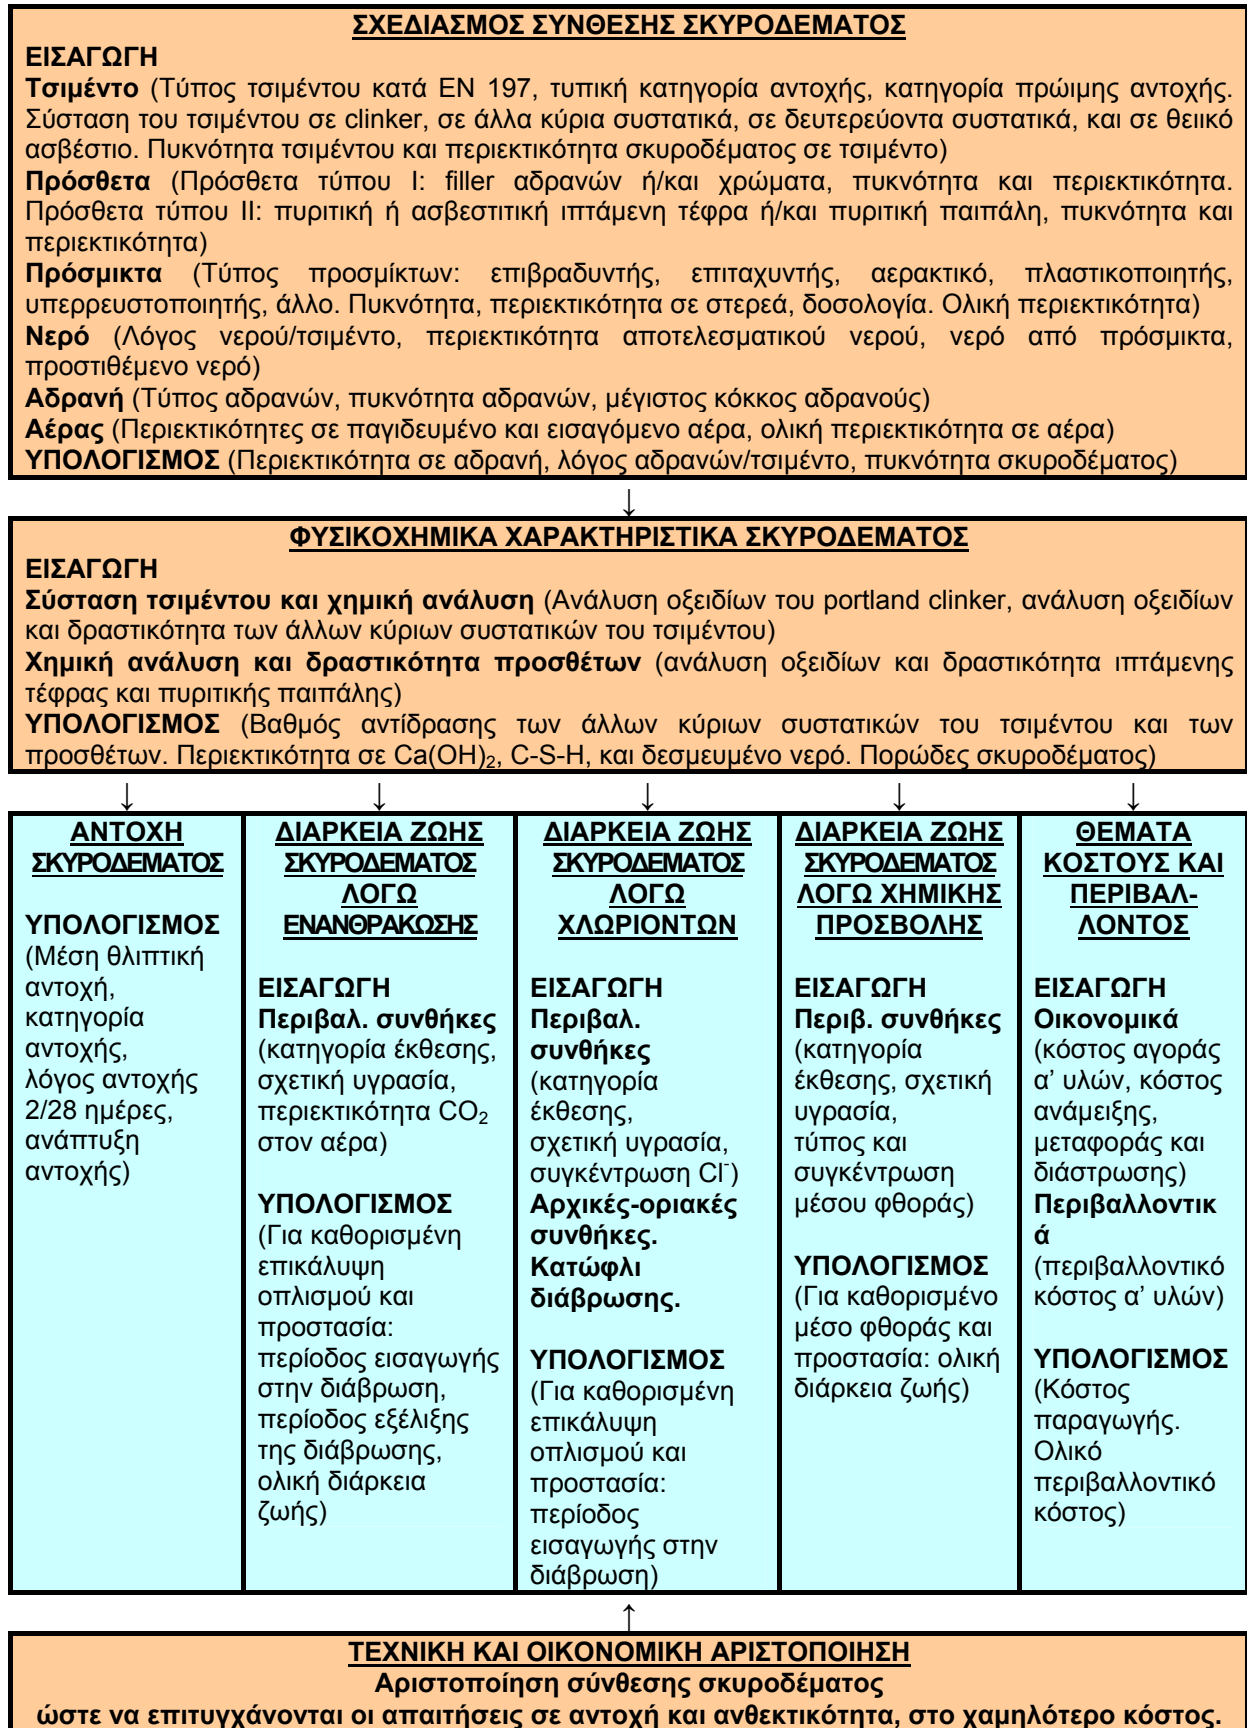 ΣΧΕΔΙΑΣΜΟΣ ΣΥΝΘΕΣΗΣ ΣΚΥΡΟΔΕΜΑΤΟΣ
ΕΙΣΑΓΩΓΗ
Τσιμέντο (Τύπος τσιμέντου κατά ΕΝ 197, τυπική κατηγορία αντοχής, κατηγορία πρώιμης αντοχής.
Σύσταση του τσιμέντου σε clinker, σε άλλα κύρια συστατικά, σε δευτερεύοντα συστατικά, και σε θειικό
ασβέστιο. Πυκνότητα τσιμέντου και περιεκτικότητα σκυροδέματος σε τσιμέντο)
Πρόσθετα (Πρόσθετα τύπου Ι: filler αδρανών ή/και χρώματα, πυκνότητα και περιεκτικότητα.
Πρόσθετα τύπου ΙΙ: πυριτική ή ασβεστιτική ιπτάμενη τέφρα ή/και πυριτική παιπάλη, πυκνότητα και
περιεκτικότητα)
Πρόσμικτα (Τύπος προσμίκτων: επιβραδυντής, επιταχυντής, αερακτικό, πλαστικοποιητής,
υπερρευστοποιητής, άλλο. Πυκνότητα, περιεκτικότητα σε στερεά, δοσολογία. Ολική περιεκτικότητα)
Νερό (Λόγος νερού/τσιμέντο, περιεκτικότητα αποτελεσματικού νερού, νερό από πρόσμικτα,
προστιθέμενο νερό)
Αδρανή (Τύπος αδρανών, πυκνότητα αδρανών, μέγιστος κόκκος αδρανούς)
Αέρας (Περιεκτικότητες σε παγιδευμένο και εισαγόμενο αέρα, ολική περιεκτικότητα σε αέρα)
ΥΠΟΛΟΓΙΣΜΟΣ (Περιεκτικότητα σε αδρανή, λόγος αδρανών/τσιμέντο, πυκνότητα σκυροδέματος)
↓
ΦΥΣΙΚΟΧΗΜΙΚΑ ΧΑΡΑΚΤΗΡΙΣΤΙΚΑ ΣΚΥΡΟΔΕΜΑΤΟΣ
ΕΙΣΑΓΩΓΗ
Σύσταση τσιμέντου και χημική ανάλυση (Ανάλυση οξειδίων του portland clinker, ανάλυση οξειδίων
και δραστικότητα των άλλων κύριων συστατικών του τσιμέντου)
Χημική ανάλυση και δραστικότητα προσθέτων (ανάλυση οξειδίων και δραστικότητα ιπτάμενης
τέφρας και πυριτικής παιπάλης)
ΥΠΟΛΟΓΙΣΜΟΣ (Βαθμός αντίδρασης των άλλων κύριων συστατικών του τσιμέντου και των
προσθέτων. Περιεκτικότητα σε Ca(OH)₂, C-S-H, και δεσμευμένο νερό. Πορώδες σκυροδέματος)
↓ ↓ ↓ ↓ ↓
ΑΝΤΟΧΗ
ΣΚΥΡΟΔΕΜΑΤΟΣ
ΥΠΟΛΟΓΙΣΜΟΣ
(Μέση θλιπτική
αντοχή,
κατηγορία
αντοχής,
λόγος αντοχής
2/28 ημέρες,
ανάπτυξη
αντοχής)
ΔΙΑΡΚΕΙΑ ΖΩΗΣ
ΣΚΥΡΟΔΕΜΑΤΟΣ
ΛΟΓΩ
ΕΝΑΝΘΡΑΚΩΣΗΣ
ΕΙΣΑΓΩΓΗ
Περιβαλ. συνθήκες
(κατηγορία έκθεσης,
σχετική υγρασία,
περιεκτικότητα CO₂
στον αέρα)
ΥΠΟΛΟΓΙΣΜΟΣ
(Για καθορισμένη
επικάλυψη
οπλισμού και
προστασία:
περίοδος εισαγωγής
στην διάβρωση,
περίοδος εξέλιξης
της διάβρωσης,
ολική διάρκεια
ζωής)
ΔΙΑΡΚΕΙΑ ΖΩΗΣ
ΣΚΥΡΟΔΕΜΑΤΟΣ
ΛΟΓΩ
ΧΛΩΡΙΟΝΤΩΝ
ΕΙΣΑΓΩΓΗ
Περιβαλ.
συνθήκες
(κατηγορία
έκθεσης,
σχετική υγρασία,
συγκέντρωση Cl⁻)
Αρχικές-οριακές
συνθήκες.
Κατώφλι
διάβρωσης.
ΥΠΟΛΟΓΙΣΜΟΣ
(Για καθορισμένη
επικάλυψη
οπλισμού και
προστασία:
περίοδος
εισαγωγής στην
διάβρωση)
ΔΙΑΡΚΕΙΑ ΖΩΗΣ
ΣΚΥΡΟΔΕΜΑΤΟΣ
ΛΟΓΩ ΧΗΜΙΚΗΣ
ΠΡΟΣΒΟΛΗΣ
ΕΙΣΑΓΩΓΗ
Περιβ. συνθήκες
(κατηγορία
έκθεσης, σχετική
υγρασία,
τύπος και
συγκέντρωση
μέσου φθοράς)
ΥΠΟΛΟΓΙΣΜΟΣ
(Για καθορισμένο
μέσο φθοράς και
προστασία: ολική
διάρκεια ζωής)
ΘΕΜΑΤΑ
ΚΟΣΤΟΥΣ ΚΑΙ
ΠΕΡΙΒΑΛ-
ΛΟΝΤΟΣ
ΕΙΣΑΓΩΓΗ
Οικονομικά
(κόστος αγοράς
α’ υλών, κόστος
ανάμειξης,
μεταφοράς και
διάστρωσης)
Περιβαλλοντικ
ά
(περιβαλλοντικό
κόστος α’ υλών)
ΥΠΟΛΟΓΙΣΜΟΣ
(Κόστος
παραγωγής.
Ολικό
περιβαλλοντικό
κόστος)
↑
ΤΕΧΝΙΚΗ ΚΑΙ ΟΙΚΟΝΟΜΙΚΗ ΑΡΙΣΤΟΠΟΙΗΣΗ
Αριστοποίηση σύνθεσης σκυροδέματος
ώστε να επιτυγχάνονται οι απαιτήσεις σε αντοχή και ανθεκτικότητα, στο χαμηλότερο κόστος.